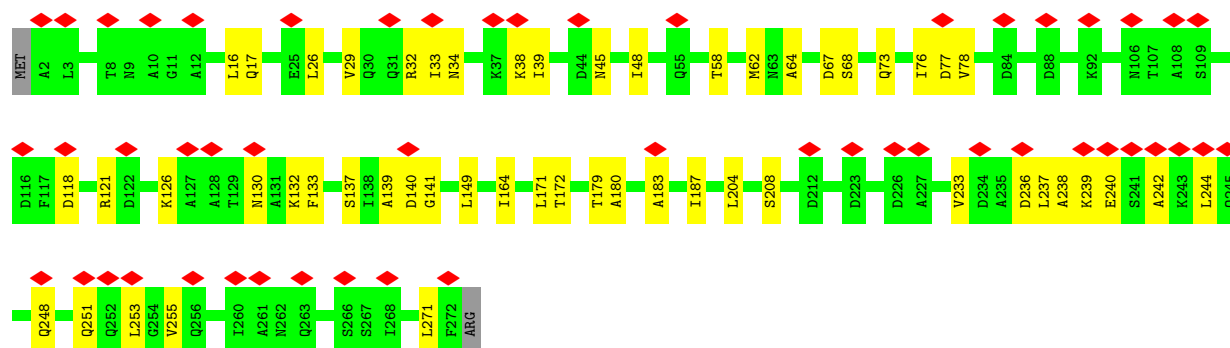 MET A2 L3 T8 N9 A10 G11 A12 L16 Q17 E25 L26 V29 Q30 Q31 R32 I33 N34 K37 K38 I39 D44 N45 I48 Q55 T58 M62 N63 A64 D67 S68 Q73 I76 D77 V78 D84 D88 K92 N106 T107 A108 S109
D116 F117 D118 R121 D122 K126 A127 A128 T129 N130 A131 K132 F133 S137 I138 A139 D140 G141 L149 I164 L171 T172 T179 A180 A183 I187 L204 S208 D212 D223 D226 A227 V233 D234 A235 D236 L237 A238 K239 E240 S241 A242 K243 L244 Q245
Q248 Q251 Q252 L253 G254 V255 Q256 I260 A261 N262 Q263 S266 S267 I268 L271 F272 ARG